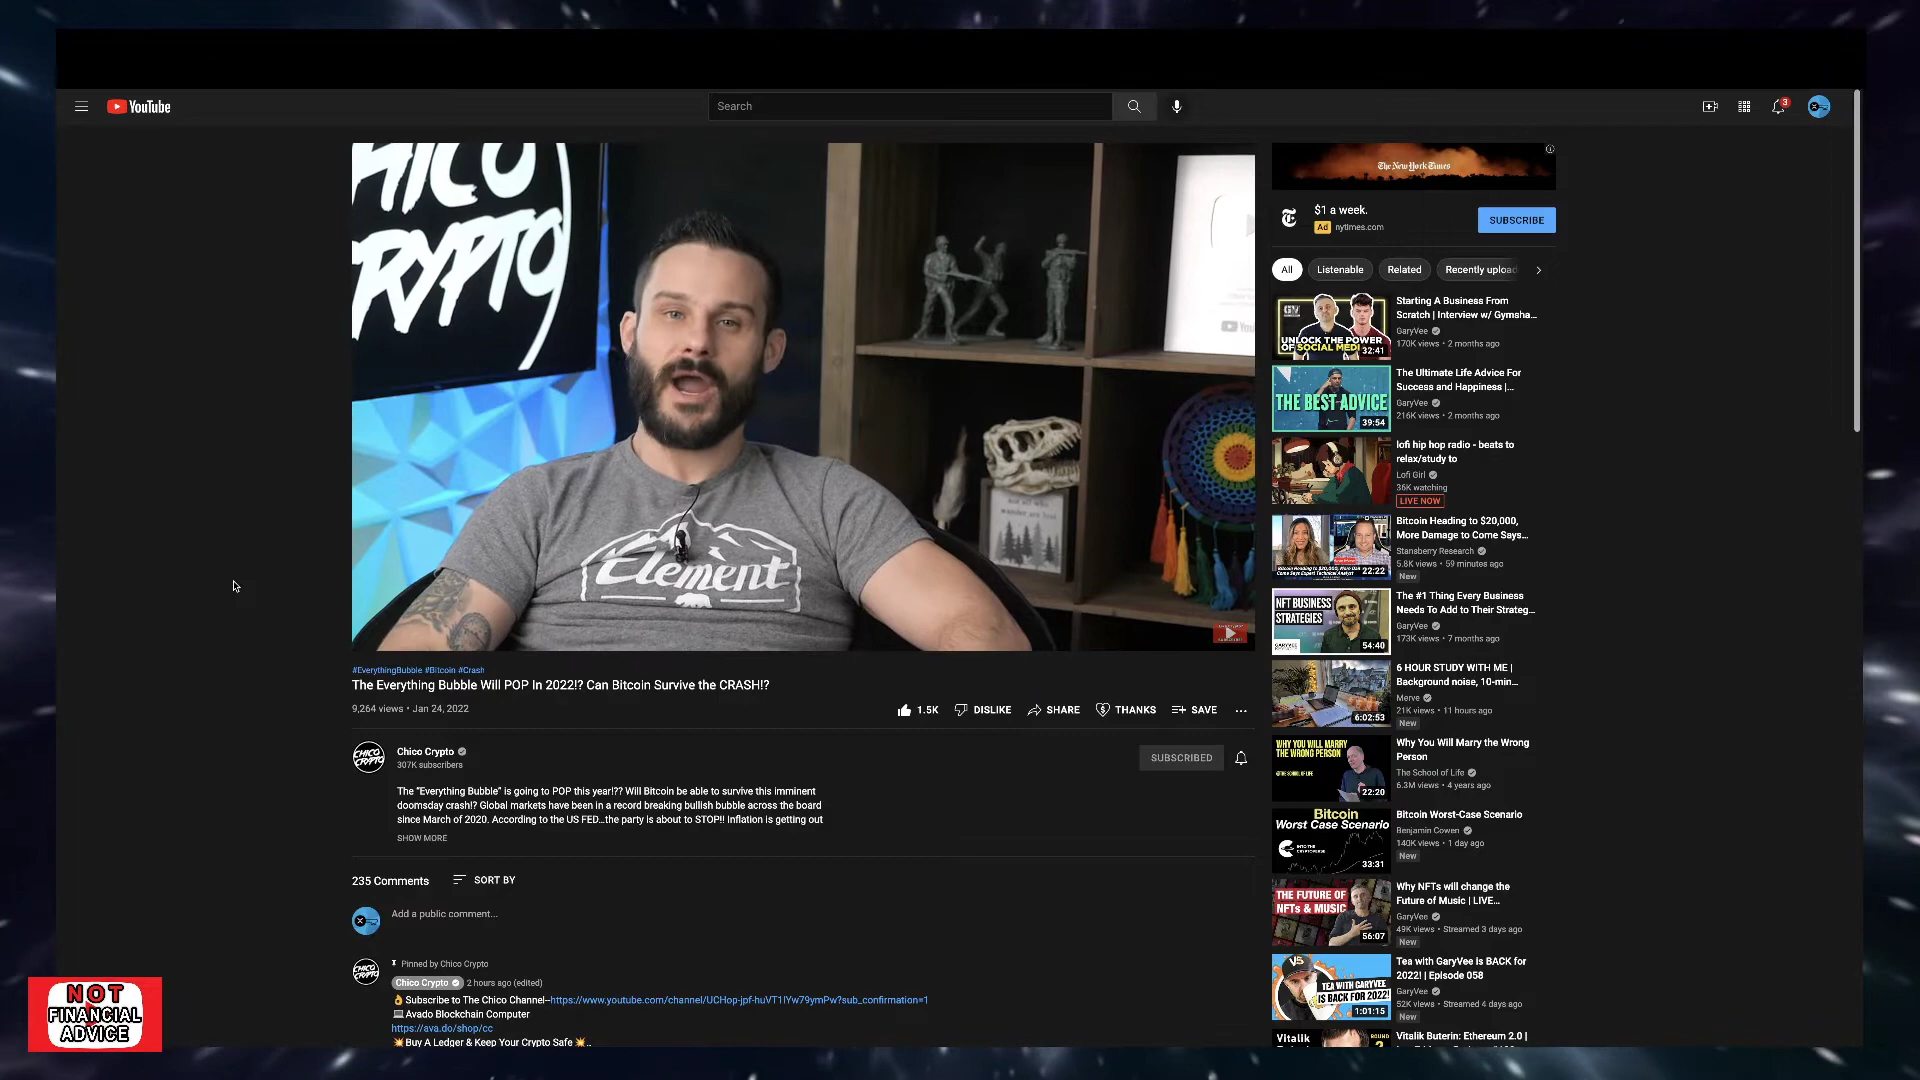 YouTube
Search
3
CHICO
CRYPTO
Element
The New York Times
$1 a week.
Ad nytimes.com
SUBSCRIBE
All
Listenable
Related
Recently upload
UNLOCK THE POWER
OF SOCIAL MEDI
32:41
Starting A Business From
Scratch | Interview w/ Gymsha...
GaryVee
170K views • 2 months ago
THE BEST ADVICE
39:54
The Ultimate Life Advice For
Success and Happiness |...
GaryVee
216K views • 2 months ago
lofi hip hop radio - beats to
relax/study to
Lofi Girl
36K watching
LIVE NOW
22:22
Bitcoin Heading to $20,000,
More Damage to Come Says...
Stansberry Research
5.8K views • 59 minutes ago
New
NFT BUSINESS
STRATEGIES
54:40
The #1 Thing Every Business
Needs To Add to Their Strateg...
GaryVee
173K views • 7 months ago
6:02:53
6 HOUR STUDY WITH ME |
Background noise, 10-min...
Merve
21K views • 11 hours ago
New
WHY YOU WILL MARRY
THE WRONG PERSON
22:20
Why You Will Marry the Wrong
Person
The School of Life
6.3M views • 4 years ago
Bitcoin
Worst Case Scenario
33:31
Bitcoin Worst-Case Scenario
Benjamin Cowen
140K views • 1 day ago
New
THE FUTURE OF
NFTs & MUSIC
56:07
Why NFTs will change the
Future of Music | LIVE...
GaryVee
49K views • Streamed 3 days ago
New
VS
TEA WITH GARYVEE
IS BACK FOR 2022!
1:01:15
Tea with GaryVee is BACK for
2022! | Episode 058
GaryVee
52K views • Streamed 4 days ago
New
Vitalik
Vitalik Buterin: Ethereum 2.0 |
#EverythingBubble #Bitcoin #Crash
The Everything Bubble Will POP In 2022!? Can Bitcoin Survive the CRASH!?
9,264 views • Jan 24, 2022
1.5K
DISLIKE
SHARE
THANKS
SAVE
Chico Crypto
307K subscribers
SUBSCRIBED
The "Everything Bubble" is going to POP this year!?? Will Bitcoin be able to survive this imminent
doomsday crash!? Global markets have been in a record breaking bullish bubble across the board
since March of 2020. According to the US FED...the party is about to STOP!! Inflation is getting out
SHOW MORE
235 Comments
SORT BY
Add a public comment...
Pinned by Chico Crypto
Chico Crypto 2 hours ago (edited)
👌Subscribe to The Chico Channel--https://www.youtube.com/channel/UCHop-jpf-huVT1IYw79ymPw?sub_confirmation=1
💻Avado Blockchain Computer
https://ava.do/shop/cc
💥Buy A Ledger & Keep Your Crypto Safe 💥..
NOT
FINANCIAL
ADVICE